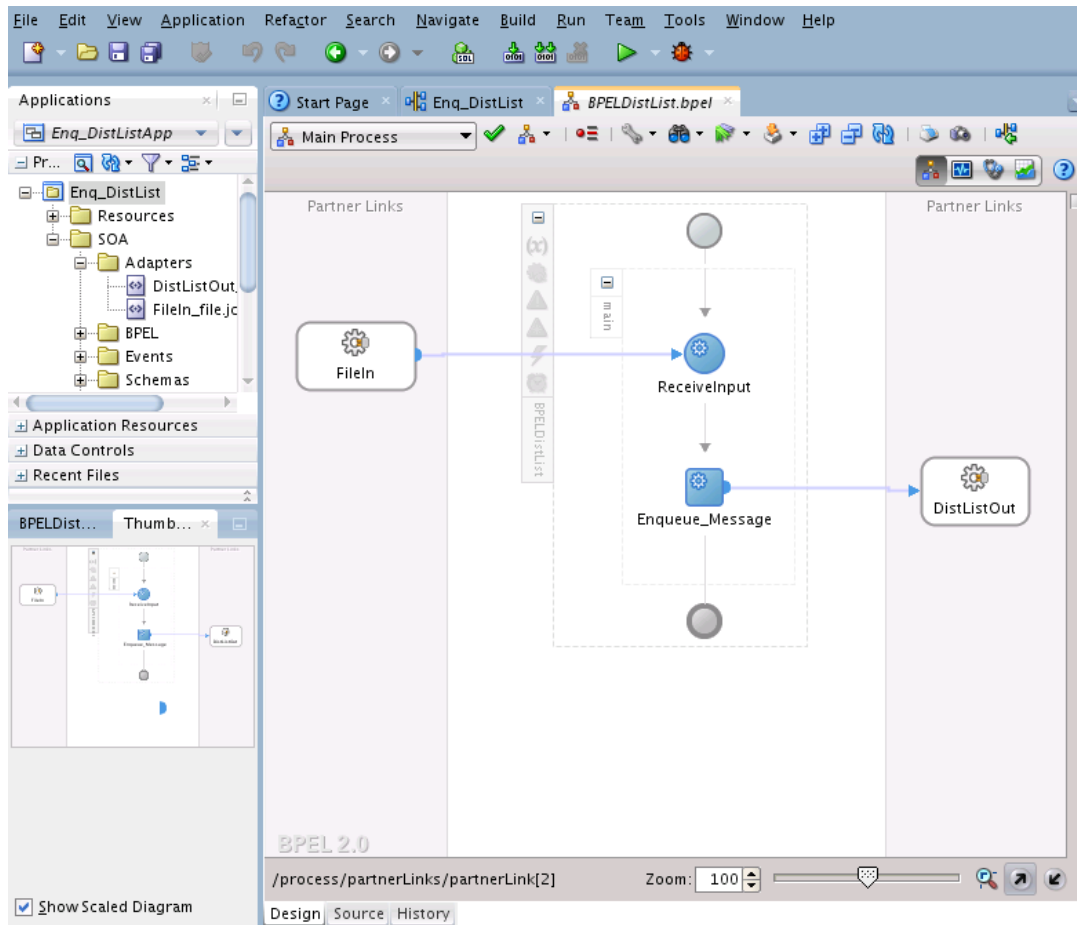 File Edit View Application Refactor Search Navigate Build Run Team Tools Window Help
Applications
Start Page
Enq_DistList
BPELDistList.bpel
Enq_DistListApp
Main Process
Pr...
Enq_DistList
Resources
SOA
Adapters
DistListOut
FileIn_file.jc
BPEL
Events
Schemas
Application Resources
Data Controls
Recent Files
BPELDist...
Thumb...
Show Scaled Diagram
Partner Links
Partner Links
(x)
main
BPELDistList
FileIn
ReceiveInput
Enqueue_Message
DistListOut
BPEL 2.0
/process/partnerLinks/partnerLink[2]
Zoom: 100
Design Source History